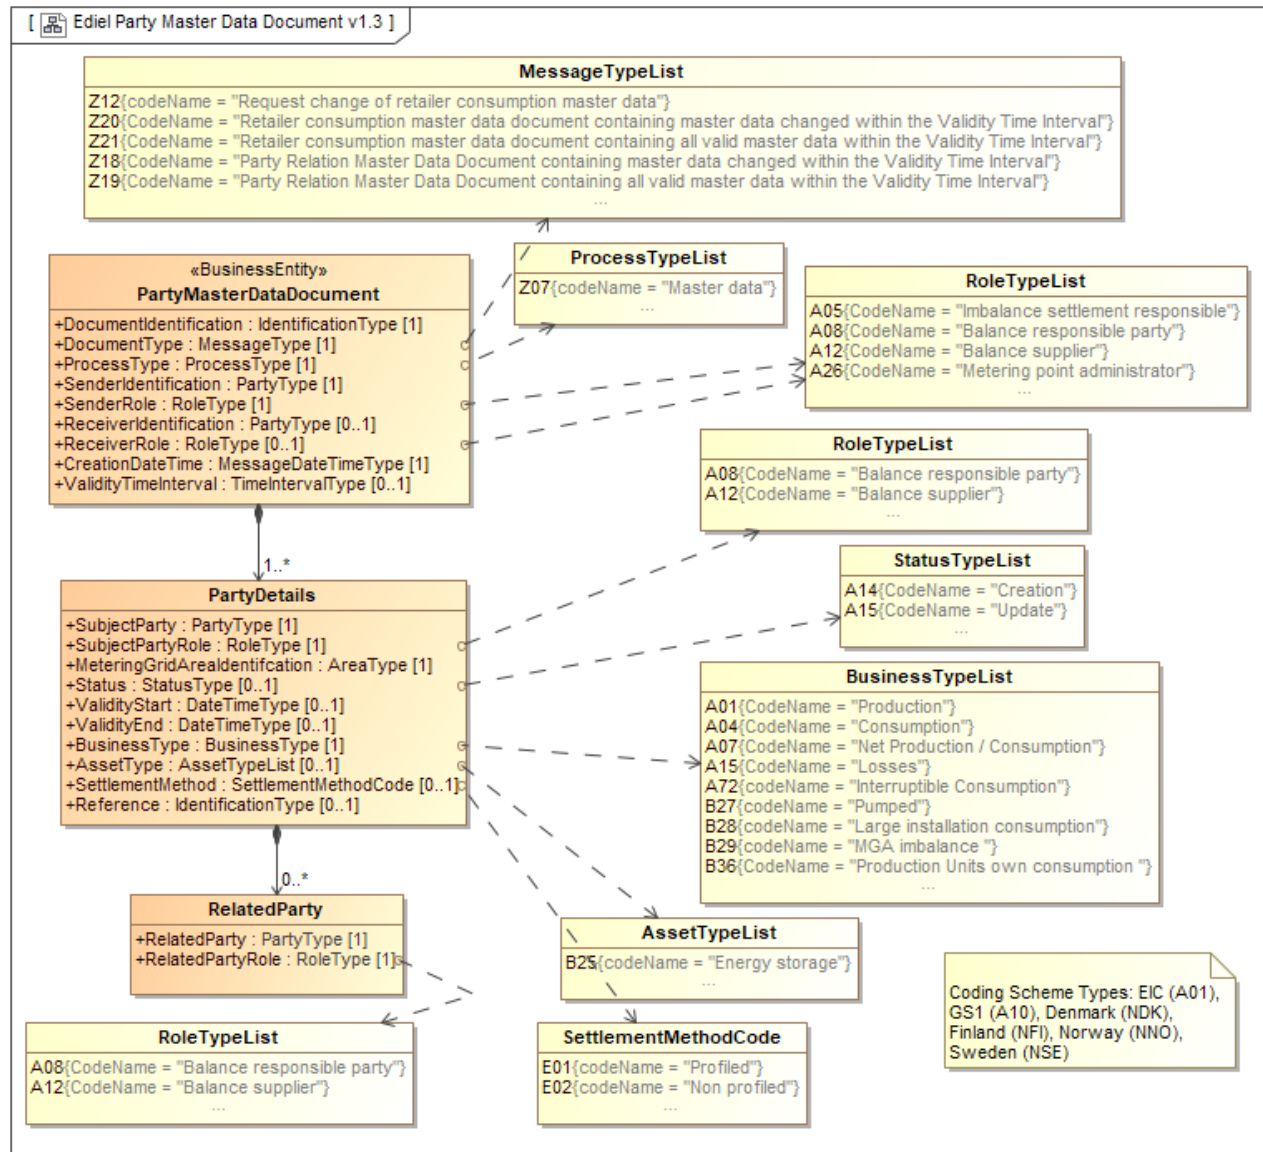 [ Ediel Party Master Data Document v1.3 ]
MessageTypeList
Z12{codeName = "Request change of retailer consumption master data"}
Z20{CodeName = "Retailer consumption master data document containing master data changed within the Validity Time Interval"}
Z21{CodeName = "Retailer consumption master data document containing all valid master data within the Validity Time Interval"}
Z18{CodeName = "Party Relation Master Data Document containing master data changed within the Validity Time Interval"}
Z19{CodeName = "Party Relation Master Data Document containing all valid master data within the Validity Time Interval"}
...
«BusinessEntity»
PartyMasterDataDocument
+DocumentIdentification : IdentificationType [1]
+DocumentType : MessageType [1]
+ProcessType : ProcessType [1]
+SenderIdentification : PartyType [1]
+SenderRole : RoleType [1]
+ReceiverIdentification : PartyType [0..1]
+ReceiverRole : RoleType [0..1]
+CreationDateTime : MessageDateTimeType [1]
+ValidityTimeInterval : TimeIntervalType [0..1]
ProcessTypeList
Z07{codeName = "Master data"}
...
RoleTypeList
A05{CodeName = "Imbalance settlement responsible"}
A08{CodeName = "Balance responsible party"}
A12{CodeName = "Balance supplier"}
A26{CodeName = "Metering point administrator"}
...
RoleTypeList
A08{CodeName = "Balance responsible party"}
A12{CodeName = "Balance supplier"}
...
1..*
PartyDetails
+SubjectParty : PartyType [1]
+SubjectPartyRole : RoleType [1]
+MeteringGridAreaIdentifcation : AreaType [1]
+Status : StatusType [0..1]
+ValidityStart : DateTimeType [0..1]
+ValidityEnd : DateTimeType [0..1]
+BusinessType : BusinessType [1]
+AssetType : AssetTypeList [0..1]
+SettlementMethod : SettlementMethodCode [0..1]
+Reference : IdentificationType [0..1]
StatusTypeList
A14{CodeName = "Creation"}
A15{CodeName = "Update"}
...
BusinessTypeList
A01{CodeName = "Production"}
A04{CodeName = "Consumption"}
A07{CodeName = "Net Production / Consumption"}
A15{CodeName = "Losses"}
A72{CodeName = "Interruptible Consumption"}
B27{codeName = "Pumped"}
B28{codeName = "Large installation consumption"}
B29{codeName = "MGA imbalance "}
B36{CodeName = "Production Units own consumption "}
...
0..*
RelatedParty
+RelatedParty : PartyType [1]
+RelatedPartyRole : RoleType [1]
AssetTypeList
B25{codeName = "Energy storage"}
...
Coding Scheme Types: EIC (A01),
GS1 (A10), Denmark (NDK),
Finland (NFI), Norway (NNO),
Sweden (NSE)
RoleTypeList
A08{CodeName = "Balance responsible party"}
A12{CodeName = "Balance supplier"}
...
SettlementMethodCode
E01{codeName = "Profiled"}
E02{codeName = "Non profiled"}
...